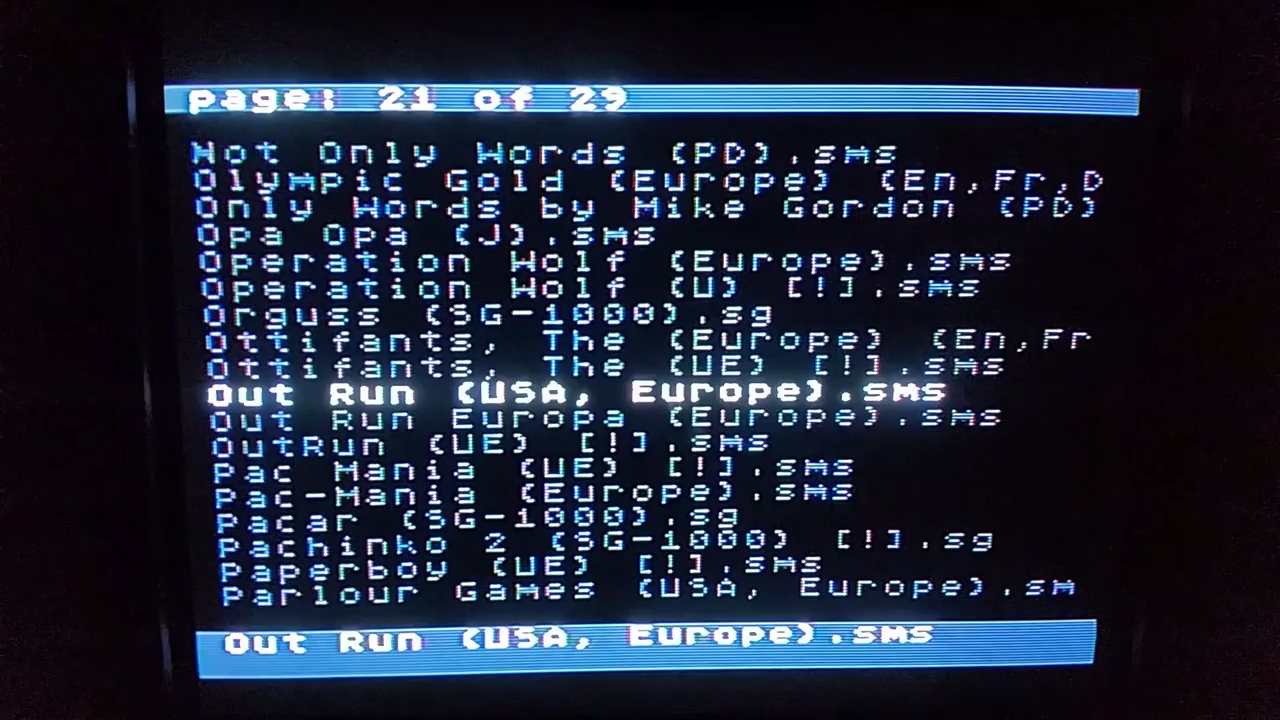 page: 21 of 29
Not Only Words (PD).sms
Olympic Gold (Europe) (En,Fr,D
Only Words by Mike Gordon (PD)
Opa Opa (J).sms
Operation Wolf (Europe).sms
Operation Wolf (U) [!].sms
Orguss (SG-1000).sg
Ottifants, The (Europe) (En,Fr
Ottifants, The (UE) [!].sms
Out Run (USA, Europe).sms
Out Run Europa (Europe).sms
OutRun (UE) [!].sms
Pac Mania (UE) [!].sms
Pac-Mania (Europe).sms
Pacar (SG-1000).sg
Pachinko 2 (SG-1000) [!].sg
Paperboy (UE) [!].sms
Parlour Games (USA, Europe).sm
Out Run (USA, Europe).sms